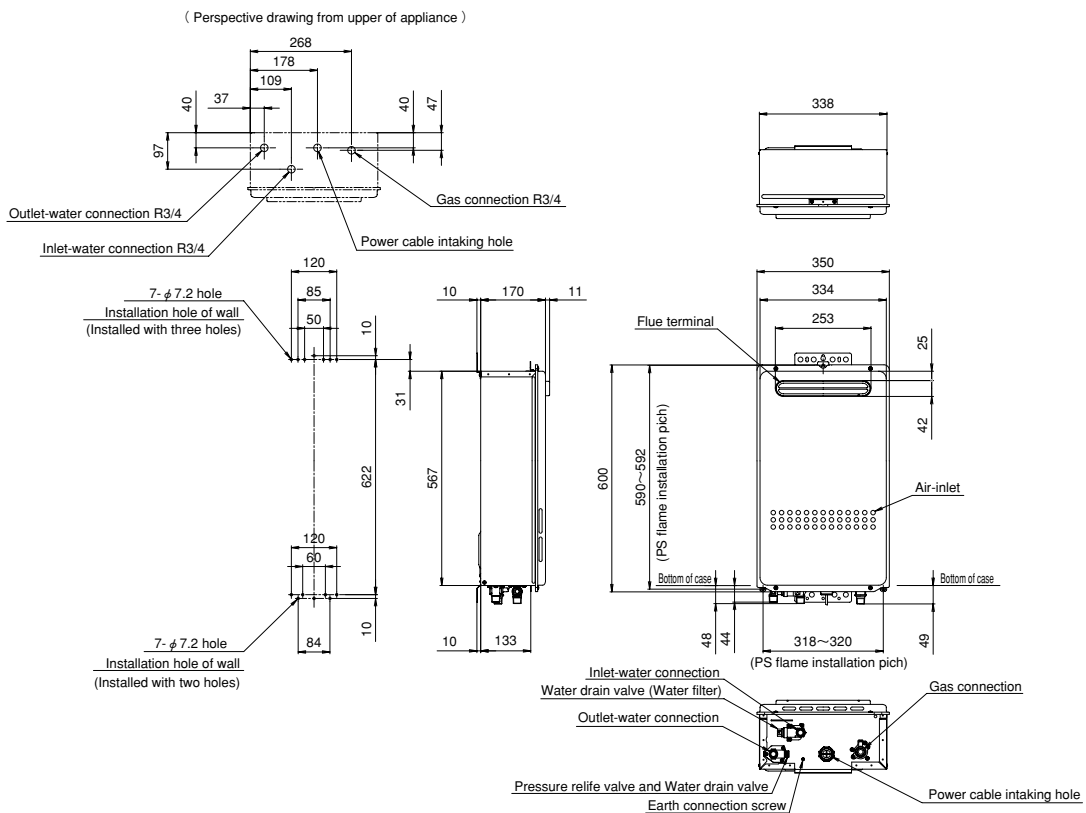 ( Perspective drawing from upper of appliance )
268
178
109
37
40
97
40
47
Outlet-water connection R3/4
Inlet-water connection R3/4
Gas connection R3/4
Power cable intaking hole
338
120
85
50
10
7- φ 7.2 hole
Installation hole of wall
(Installed with three holes)
31
622
120
60
84
10
7- φ 7.2 hole
Installation hole of wall
(Installed with two holes)
10
170
11
567
10
133
350
334
253
Flue terminal
25
42
600
590～592
(PS flame installation pich)
Air-inlet
Bottom of case
Bottom of case
48
44
49
318～320
(PS flame installation pich)
Inlet-water connection
Water drain valve (Water filter)
Outlet-water connection
Gas connection
Pressure relife valve and Water drain valve
Earth connection screw
Power cable intaking hole